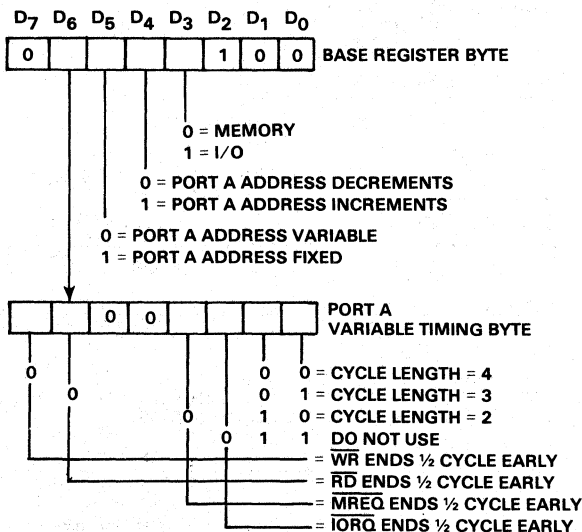 D7 D6 D5 D4 D3 D2 D1 D0
0 1 0 0 BASE REGISTER BYTE
0 = MEMORY
1 = I/O
0 = PORT A ADDRESS DECREMENTS
1 = PORT A ADDRESS INCREMENTS
0 = PORT A ADDRESS VARIABLE
1 = PORT A ADDRESS FIXED
0 0 PORT A
VARIABLE TIMING BYTE
0 0 0 = CYCLE LENGTH = 4
0 0 1 = CYCLE LENGTH = 3
0 1 0 = CYCLE LENGTH = 2
0 1 1 DO NOT USE
= WR ENDS ½ CYCLE EARLY
= RD ENDS ½ CYCLE EARLY
= MREQ ENDS ½ CYCLE EARLY
= IORQ ENDS ½ CYCLE EARLY